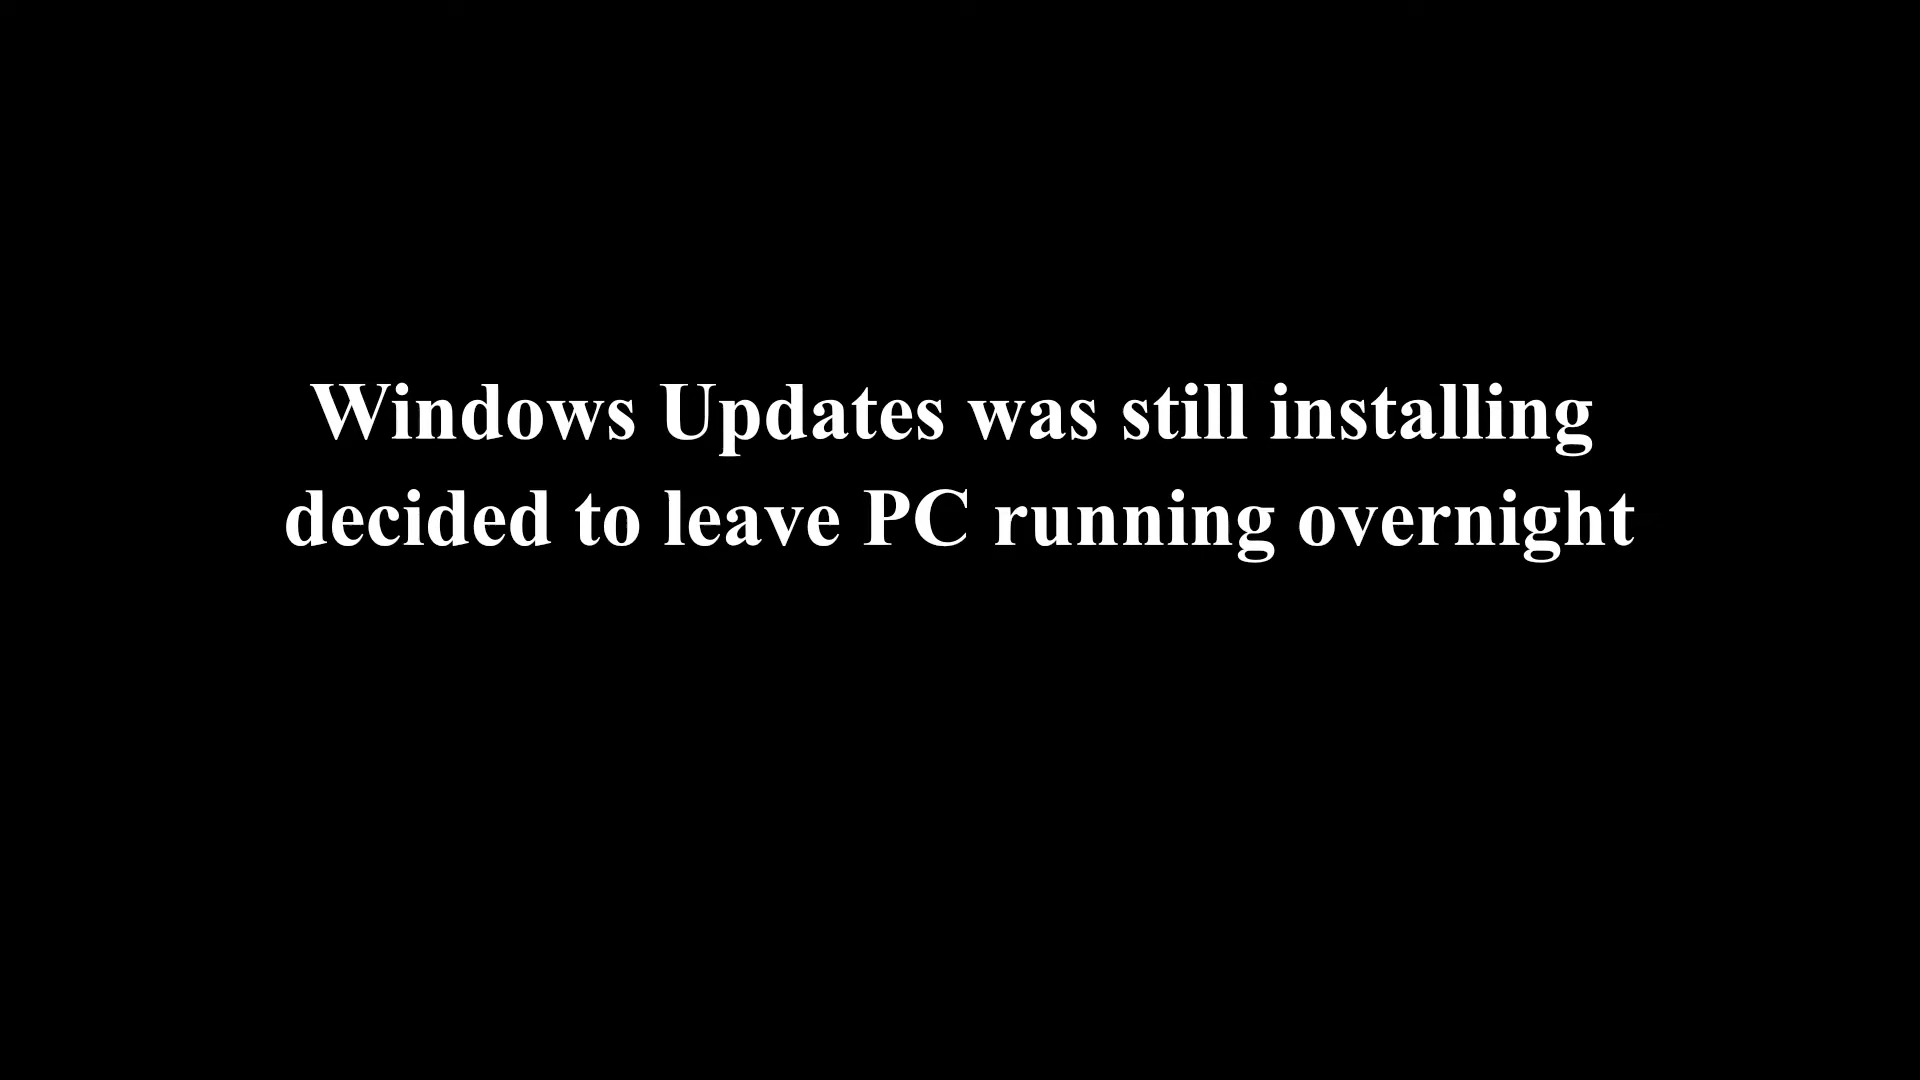 Windows Updates was still installing
decided to leave PC running overnight